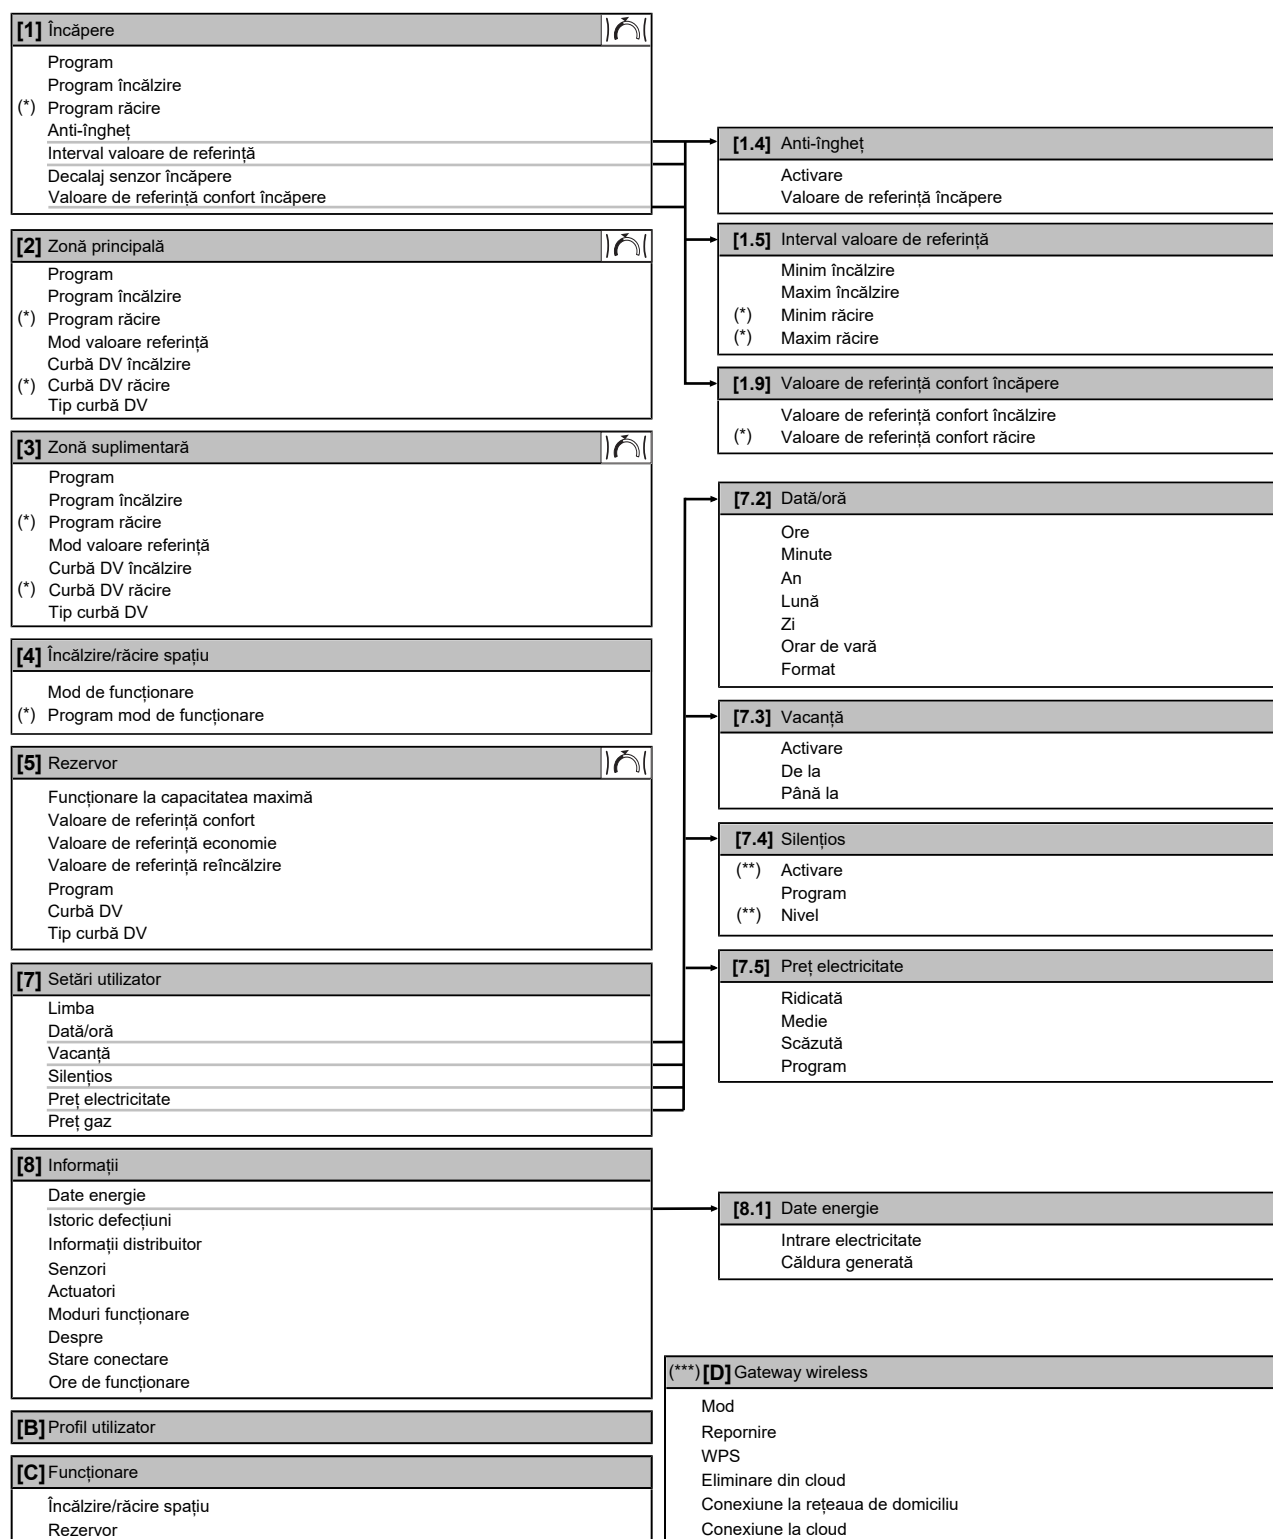 [1] Încăpere
Program
Program încălzire
(*) Program răcire
Anti-îngheț
Interval valoare de referință
Decalaj senzor încăpere
Valoare de referință confort încăpere
[2] Zonă principală
Program
Program încălzire
(*) Program răcire
Mod valoare referință
Curbă DV încălzire
(*) Curbă DV răcire
Tip curbă DV
[3] Zonă suplimentară
Program
Program încălzire
(*) Program răcire
Mod valoare referință
Curbă DV încălzire
(*) Curbă DV răcire
Tip curbă DV
[4] Încălzire/răcire spațiu
Mod de funcționare
(*) Program mod de funcționare
[5] Rezervor
Funcționare la capacitatea maximă
Valoare de referință confort
Valoare de referință economie
Valoare de referință reîncălzire
Program
Curbă DV
Tip curbă DV
[7] Setări utilizator
Limba
Dată/oră
Vacanță
Silențios
Preț electricitate
Preț gaz
[8] Informații
Date energie
Istoric defecțiuni
Informații distribuitor
Senzori
Actuatori
Moduri funcționare
Despre
Stare conectare
Ore de funcționare
[B] Profil utilizator
[C] Funcționare
Încălzire/răcire spațiu
Rezervor
[1.4] Anti-îngheț
Activare
Valoare de referință încăpere
[1.5] Interval valoare de referință
Minim încălzire
Maxim încălzire
(*) Minim răcire
(*) Maxim răcire
[1.9] Valoare de referință confort încăpere
Valoare de referință confort încălzire
(*) Valoare de referință confort răcire
[7.2] Dată/oră
Ore
Minute
An
Lună
Zi
Orar de vară
Format
[7.3] Vacanță
Activare
De la
Până la
[7.4] Silențios
(**) Activare
Program
(**) Nivel
[7.5] Preț electricitate
Ridicată
Medie
Scăzută
Program
[8.1] Date energie
Intrare electricitate
Căldura generată
(***) [D] Gateway wireless
Mod
Repornire
WPS
Eliminare din cloud
Conexiune la rețeaua de domiciliu
Conexiune la cloud